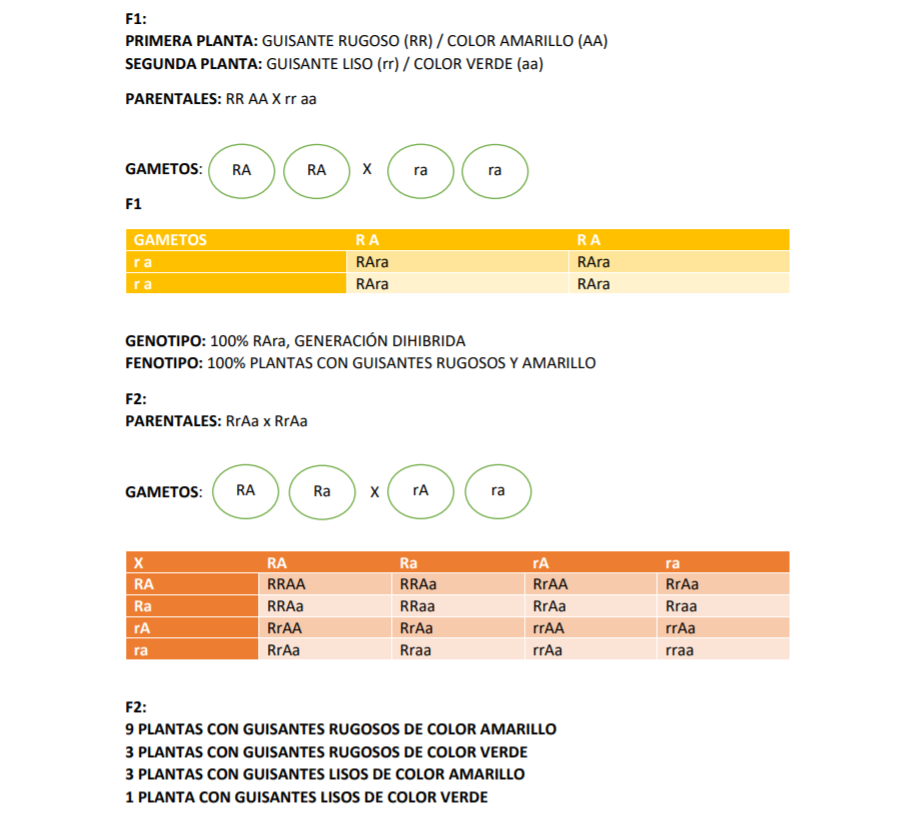 F1:
PRIMERA PLANTA: GUISANTE RUGOSO (RR) / COLOR AMARILLO (AA)
SEGUNDA PLANTA: GUISANTE LISO (rr) / COLOR VERDE (aa)
PARENTALES: RR AA X rr aa
GAMETOS: RA RA X ra ra
F1
GAMETOS R A R A
r a RAra RAra
r a RAra RAra
GENOTIPO: 100% RAra, GENERACIÓN DIHIBRIDA
FENOTIPO: 100% PLANTAS CON GUISANTES RUGOSOS Y AMARILLO
F2:
PARENTALES: RrAa x RrAa
GAMETOS: RA Ra X rA ra
X RA Ra rA ra
RA RRAA RRAa RrAA RrAa
Ra RRAa RRaa RrAa Rraa
rA RrAA RrAa rrAA rrAa
ra RrAa Rraa rrAa rraa
F2:
9 PLANTAS CON GUISANTES RUGOSOS DE COLOR AMARILLO
3 PLANTAS CON GUISANTES RUGOSOS DE COLOR VERDE
3 PLANTAS CON GUISANTES LISOS DE COLOR AMARILLO
1 PLANTA CON GUISANTES LISOS DE COLOR VERDE